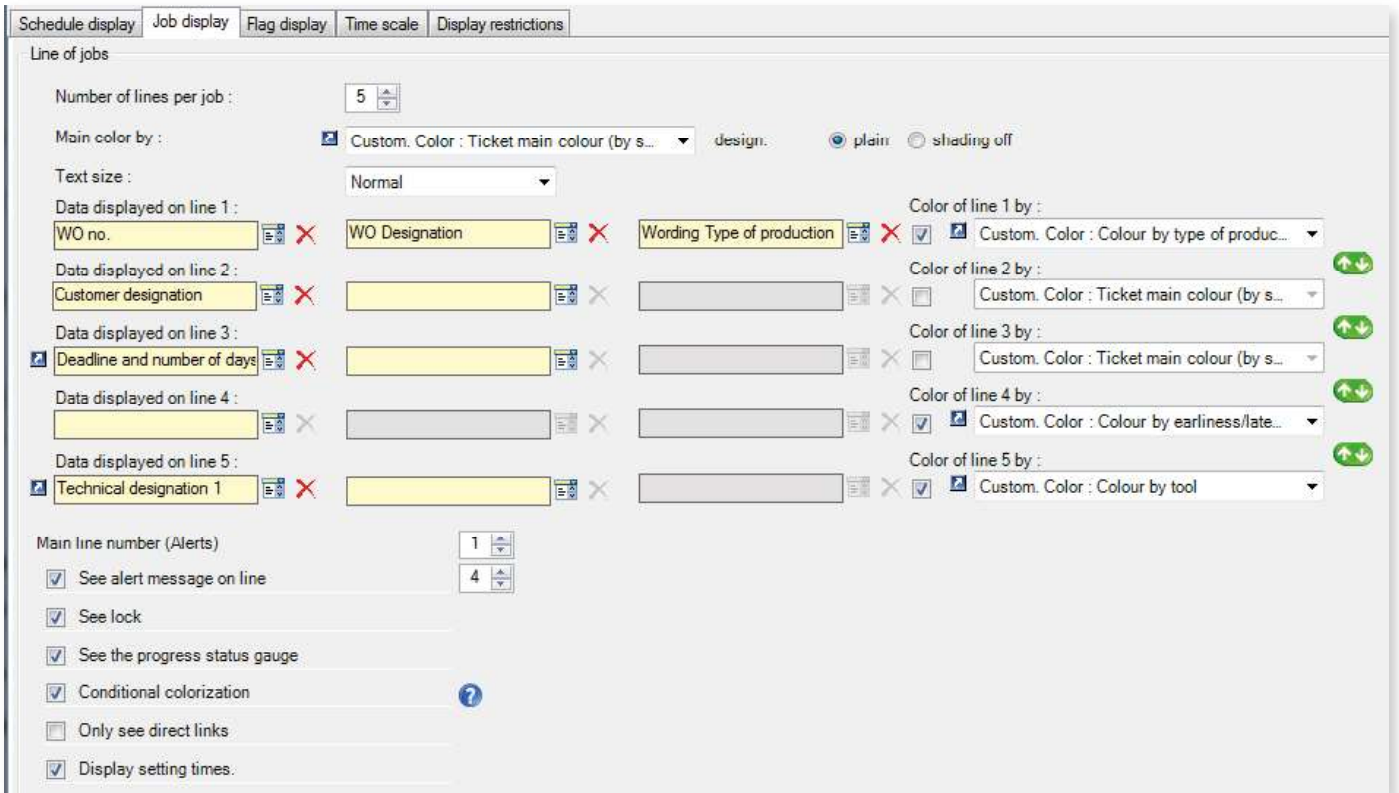 Schedule display Job display Flag display Time scale Display restrictions
Line of jobs
Number of lines per job : 5
Main color by : Custom. Color : Ticket main colour (by s... design. plain shading off
Text size : Normal
Data displayed on line 1 : Color of line 1 by :
WO no. WO Designation Wording Type of production Custom. Color : Colour by type of produc...
Data displayed on line 2 : Color of line 2 by :
Customer designation Custom. Color : Ticket main colour (by s...
Data displayed on line 3 : Color of line 3 by :
Deadline and number of days Custom. Color : Ticket main colour (by s...
Data displayed on line 4 : Color of line 4 by :
Custom. Color : Colour by earliness/late...
Data displayed on line 5 : Color of line 5 by :
Technical designation 1 Custom. Color : Colour by tool
Main line number (Alerts) 1
See alert message on line 4
See lock
See the progress status gauge
Conditional colorization ?
Only see direct links
Display setting times.